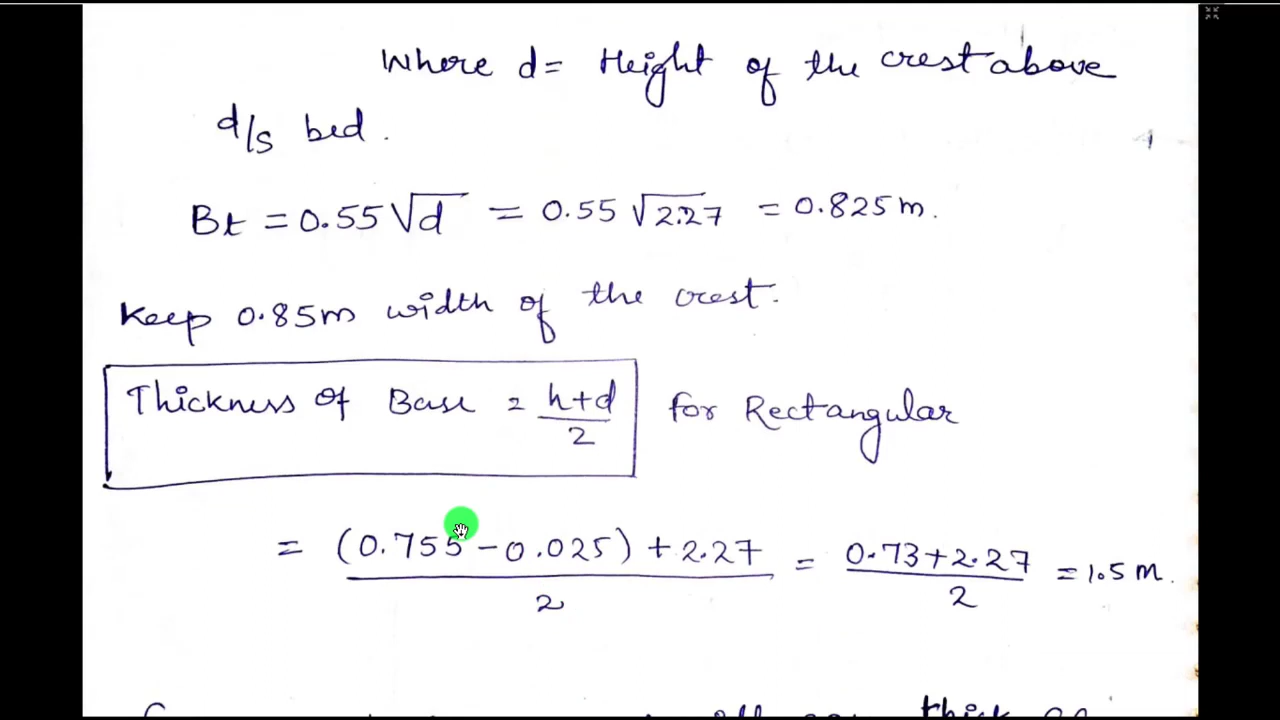 Where d = Height of the crest above
d/s bed.
Bt = 0.55√d = 0.55 √2.27 = 0.825 m.
Keep 0.85m width of the crest.
Thickness of Base = (h+d)/2 for Rectangular
= ((0.755 - 0.025) + 2.27)/2 = (0.73 + 2.27)/2 = 1.5 m.
thick